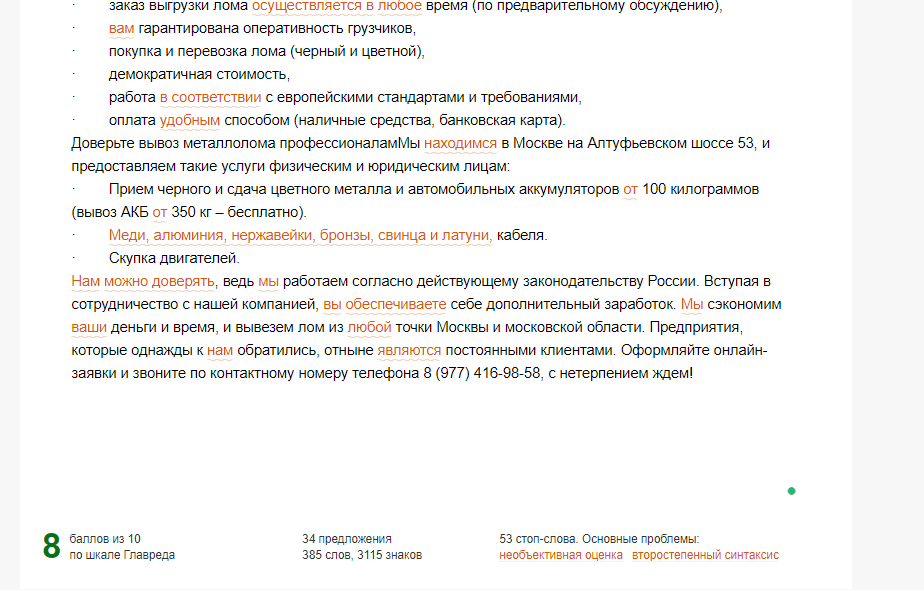 · заказ выгрузки лома осуществляется в любое время (по предварительному обсуждению),
· вам гарантирована оперативность грузчиков,
· покупка и перевозка лома (черный и цветной),
· демократичная стоимость,
· работа в соответствии с европейскими стандартами и требованиями,
· оплата удобным способом (наличные средства, банковская карта).
Доверьте вывоз металлолома профессионаламМы находимся в Москве на Алтуфьевском шоссе 53, и
предоставляем такие услуги физическим и юридическим лицам:
· Прием черного и сдача цветного металла и автомобильных аккумуляторов от 100 килограммов
(вывоз АКБ от 350 кг – бесплатно).
· Меди, алюминия, нержавейки, бронзы, свинца и латуни, кабеля.
· Скупка двигателей.
Нам можно доверять, ведь мы работаем согласно действующему законодательству России. Вступая в
сотрудничество с нашей компанией, вы обеспечиваете себе дополнительный заработок. Мы сэкономим
ваши деньги и время, и вывезем лом из любой точки Москвы и московской области. Предприятия,
которые однажды к нам обратились, отныне являются постоянными клиентами. Оформляйте онлайн-
заявки и звоните по контактному номеру телефона 8 (977) 416-98-58, с нетерпением ждем!
8 баллов из 10
по шкале Главреда
34 предложения
385 слов, 3115 знаков
53 стоп-слова. Основные проблемы:
необъективная оценка второстепенный синтаксис